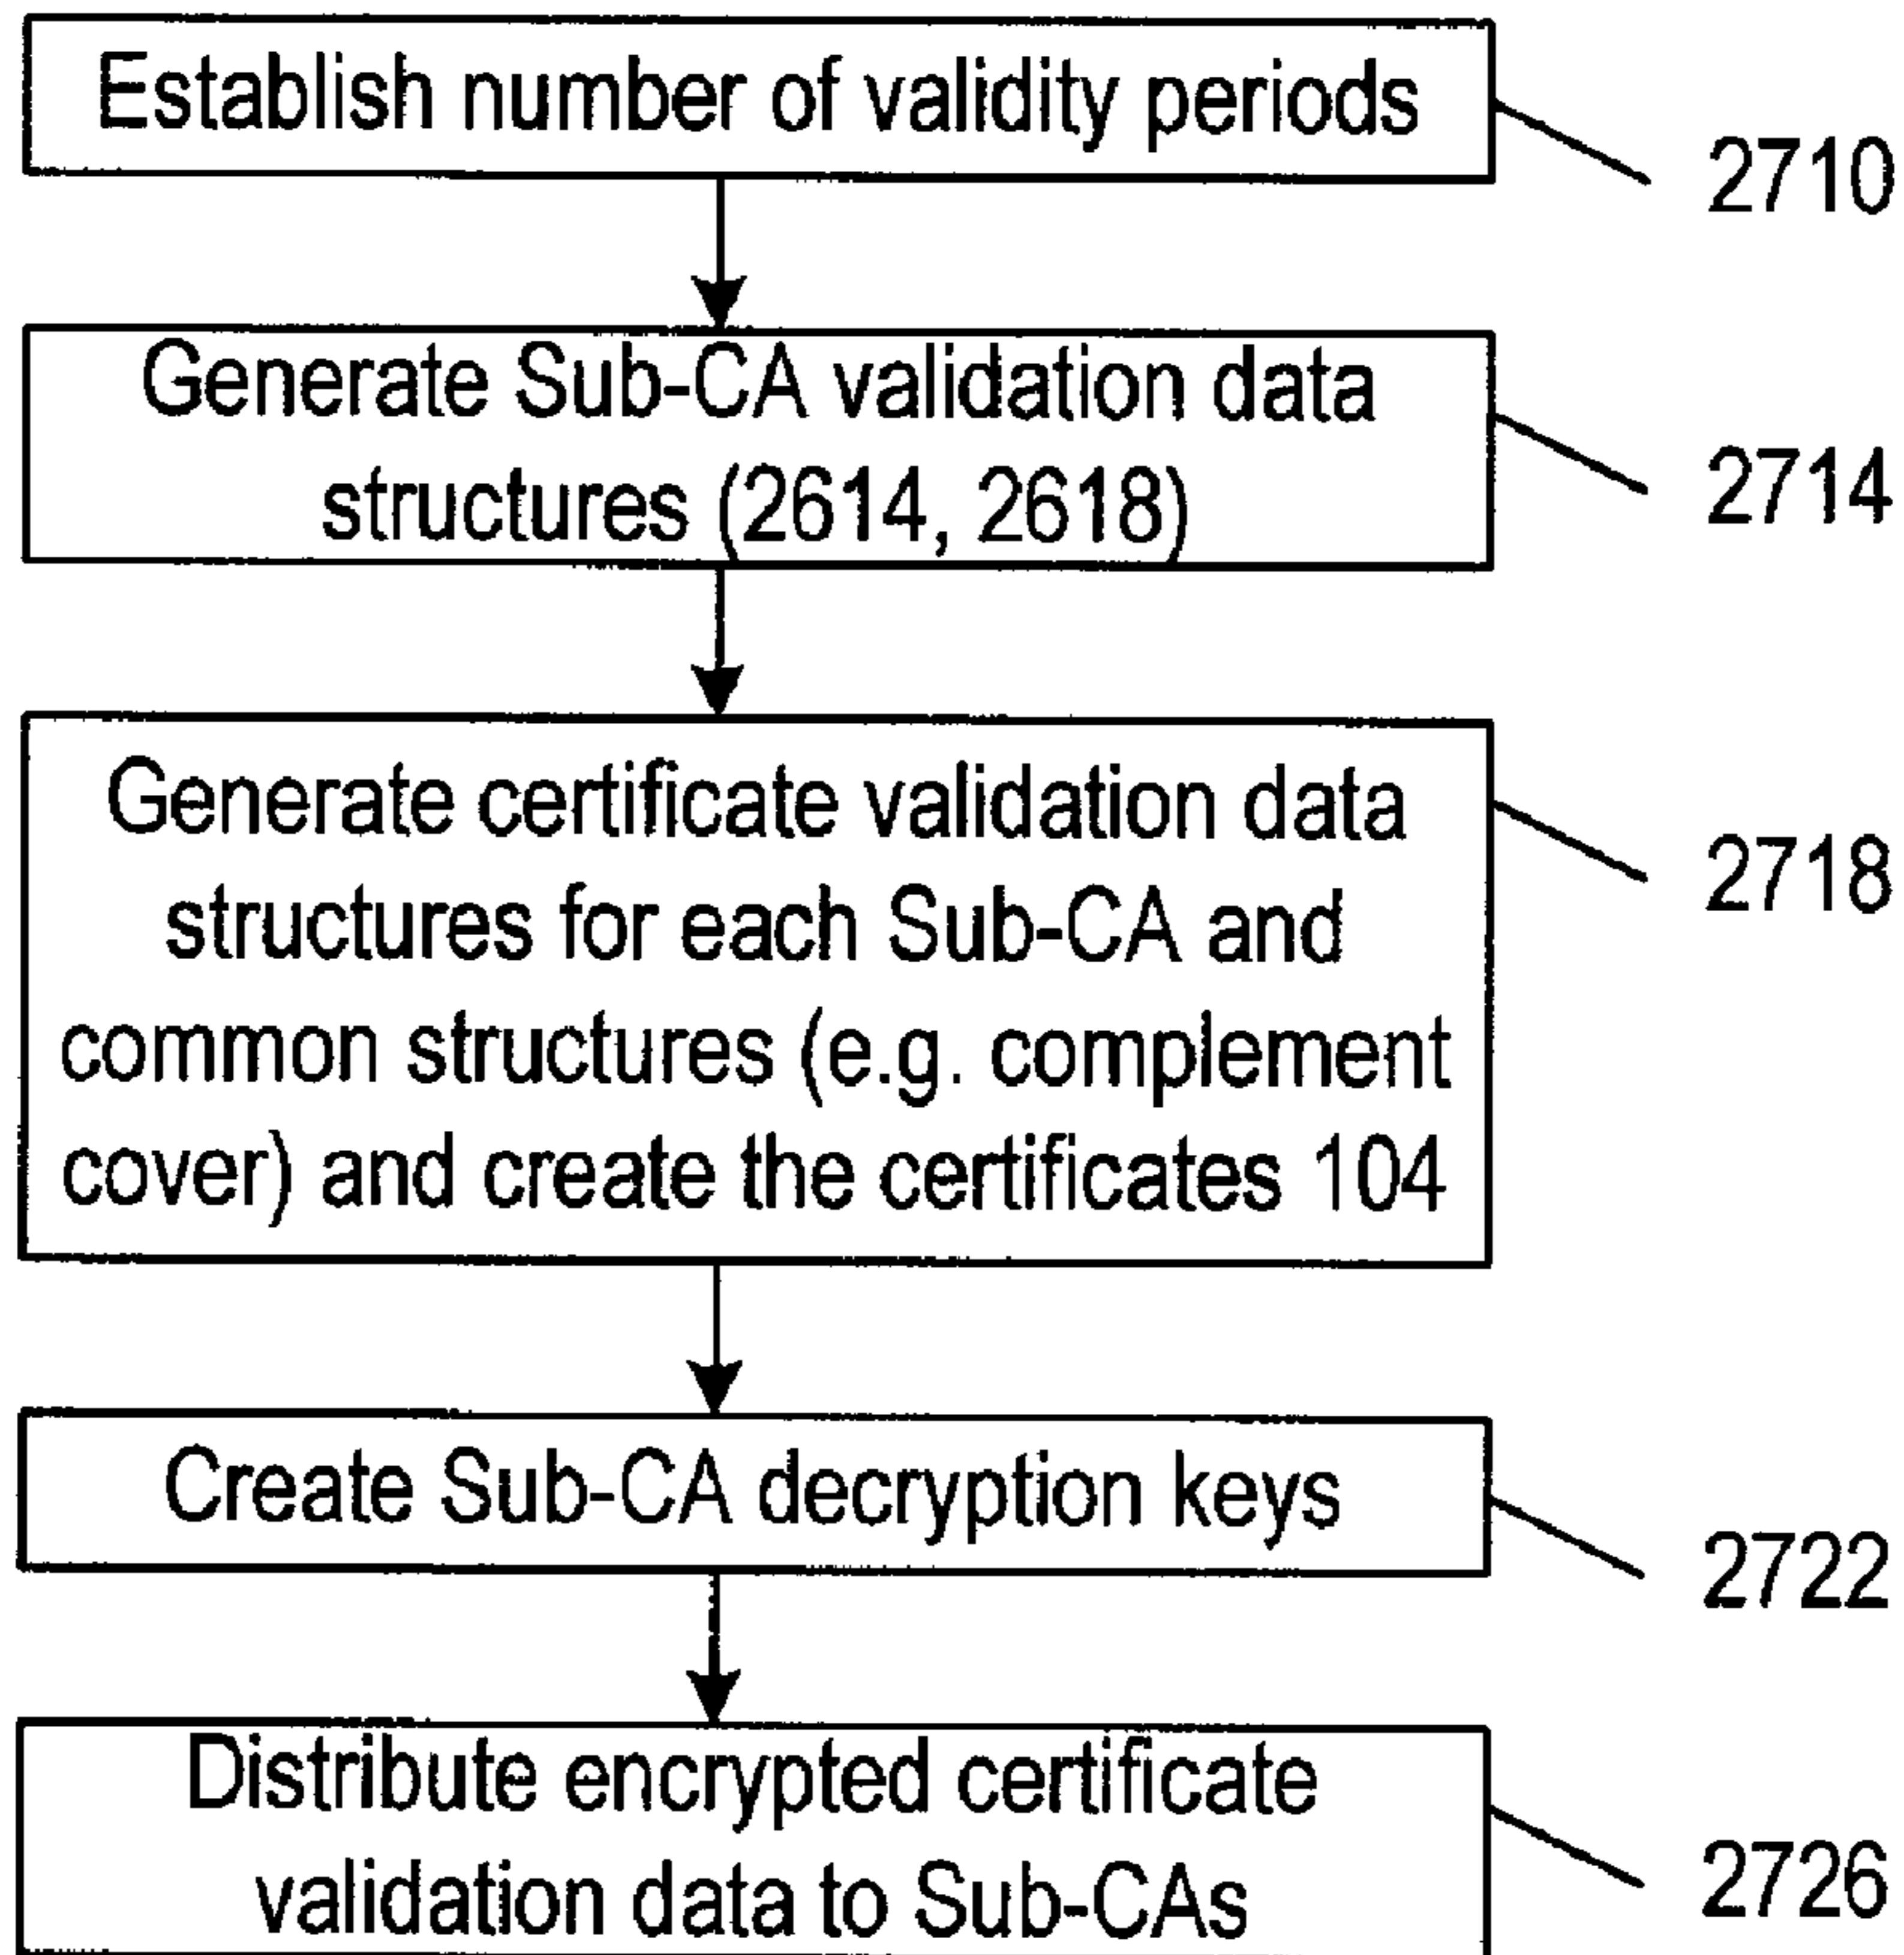 Establish number of validity periods
2710
Generate Sub-CA validation data
structures (2614, 2618)
2714
Generate certificate validation data
structures for each Sub-CA and
common structures (e.g. complement
cover) and create the certificates 104
2718
Create Sub-CA decryption keys
2722
Distribute encrypted certificate
validation data to Sub-CAs
2726